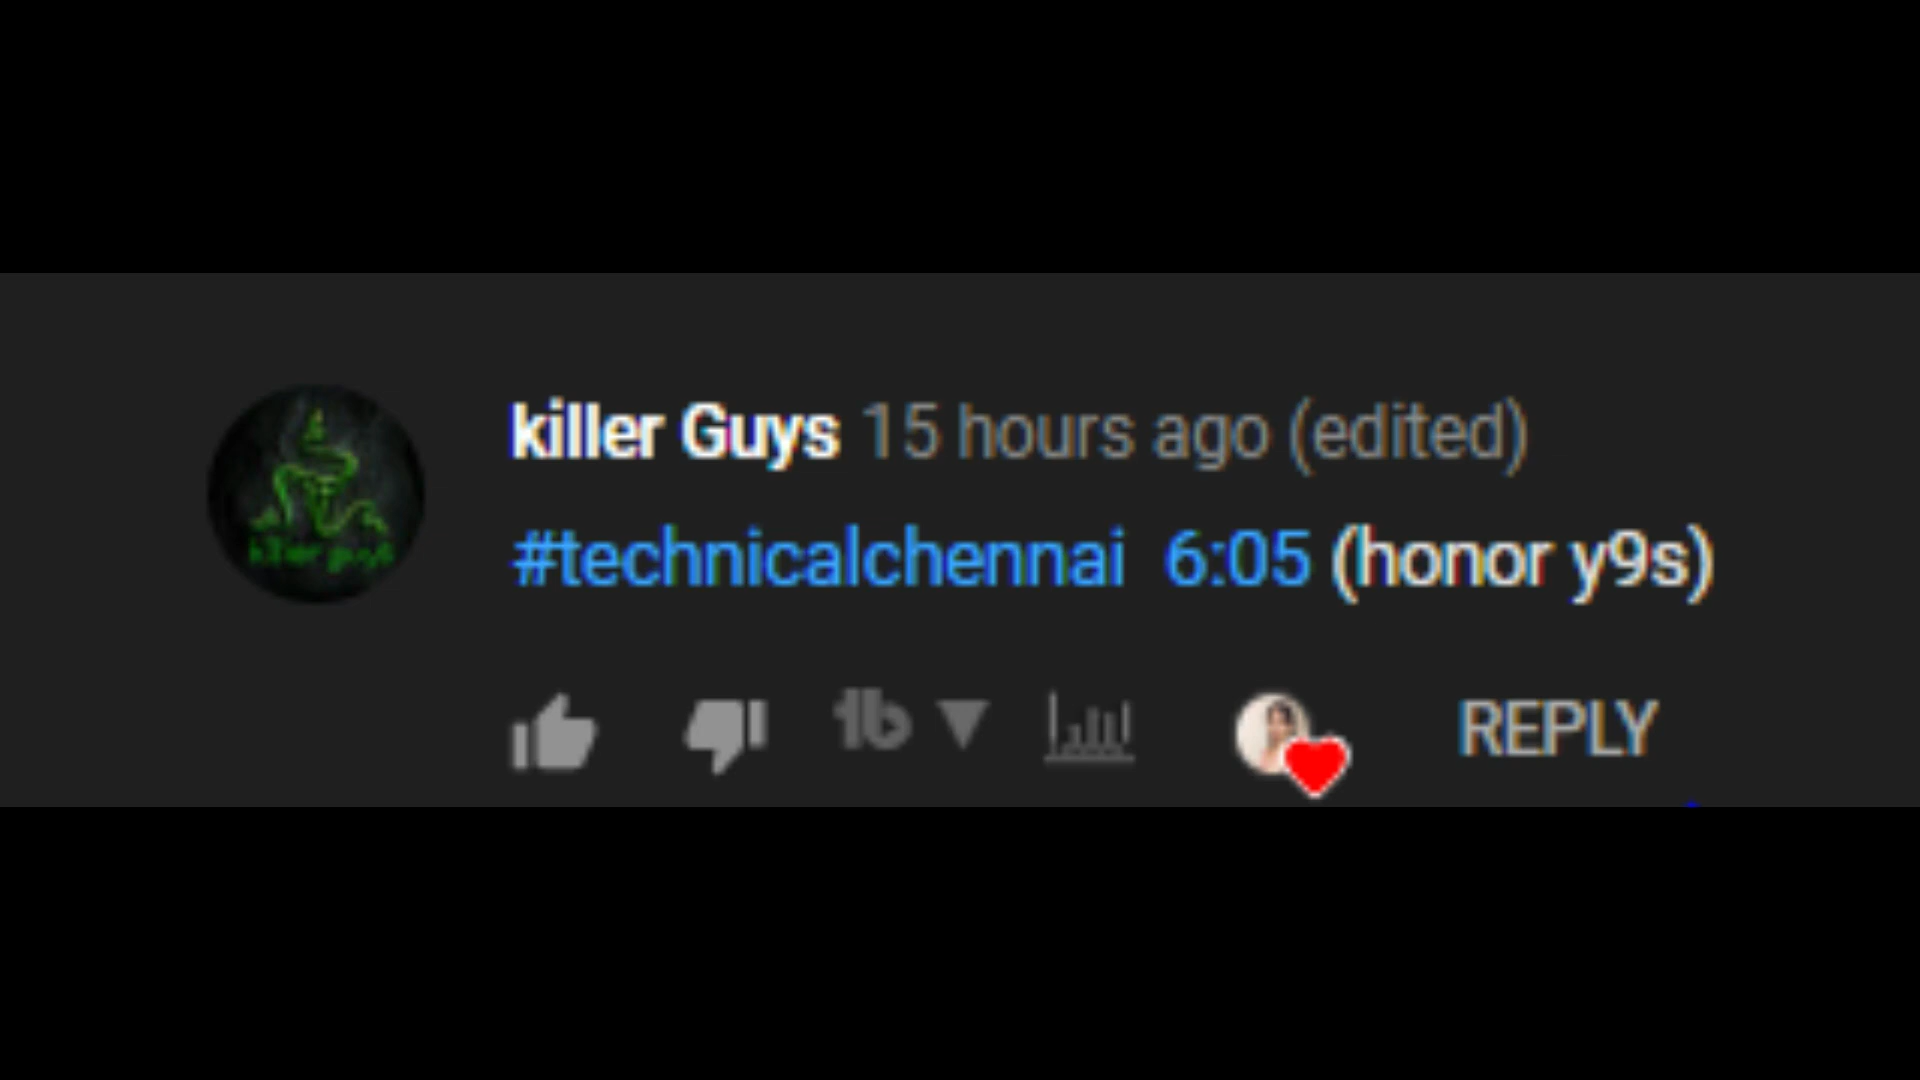 killer Guys 15 hours ago (edited)
#technicalchennai 6:05 (honor y9s)
REPLY